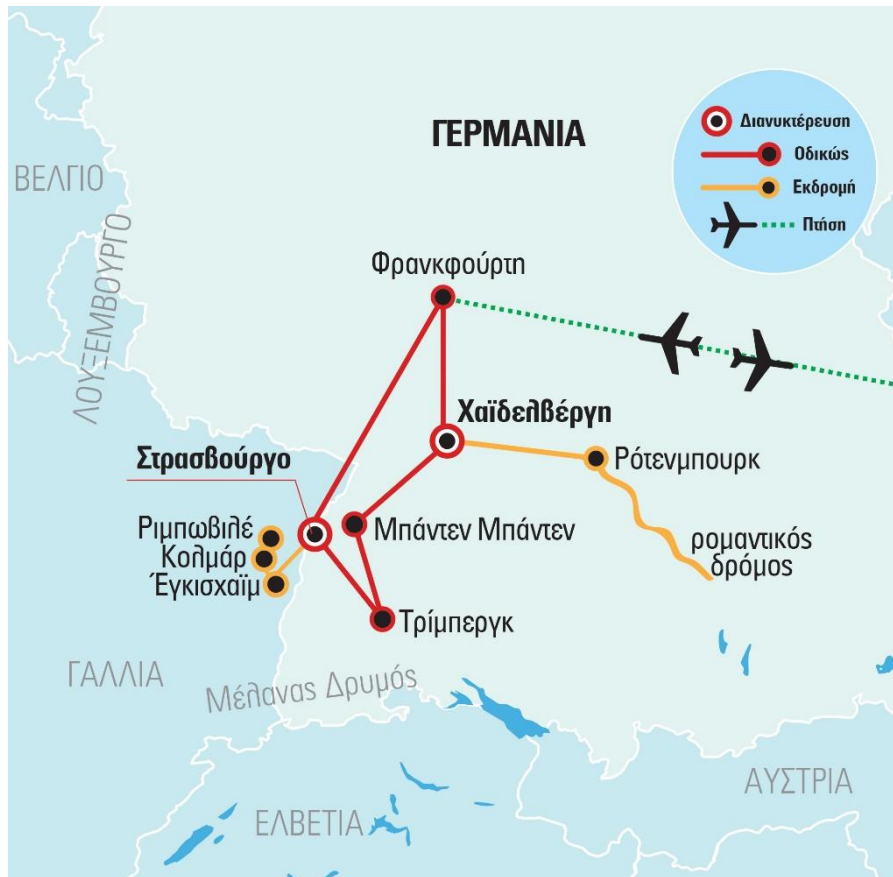 ΓΕΡΜΑΝΙΑ
Διανυκτέρευση
Οδικώς
Εκδρομή
Πτήση
ΒΕΛΓΙΟ
ΛΟΥΞΕΜΒΟΥΡΓΟ
Φρανκφούρτη
Χαϊδελβέργη
Στρασβούργο
Ρότενμπουρκ
Ριμπωβιλέ
Κολμάρ
Έγκισχαϊμ
Μπάντεν Μπάντεν
ρομαντικός
δρόμος
Τρίμπεργκ
ΓΑΛΛΙΑ
Μέλανας Δρυμός
ΑΥΣΤΡΙΑ
ΕΛΒΕΤΙΑ